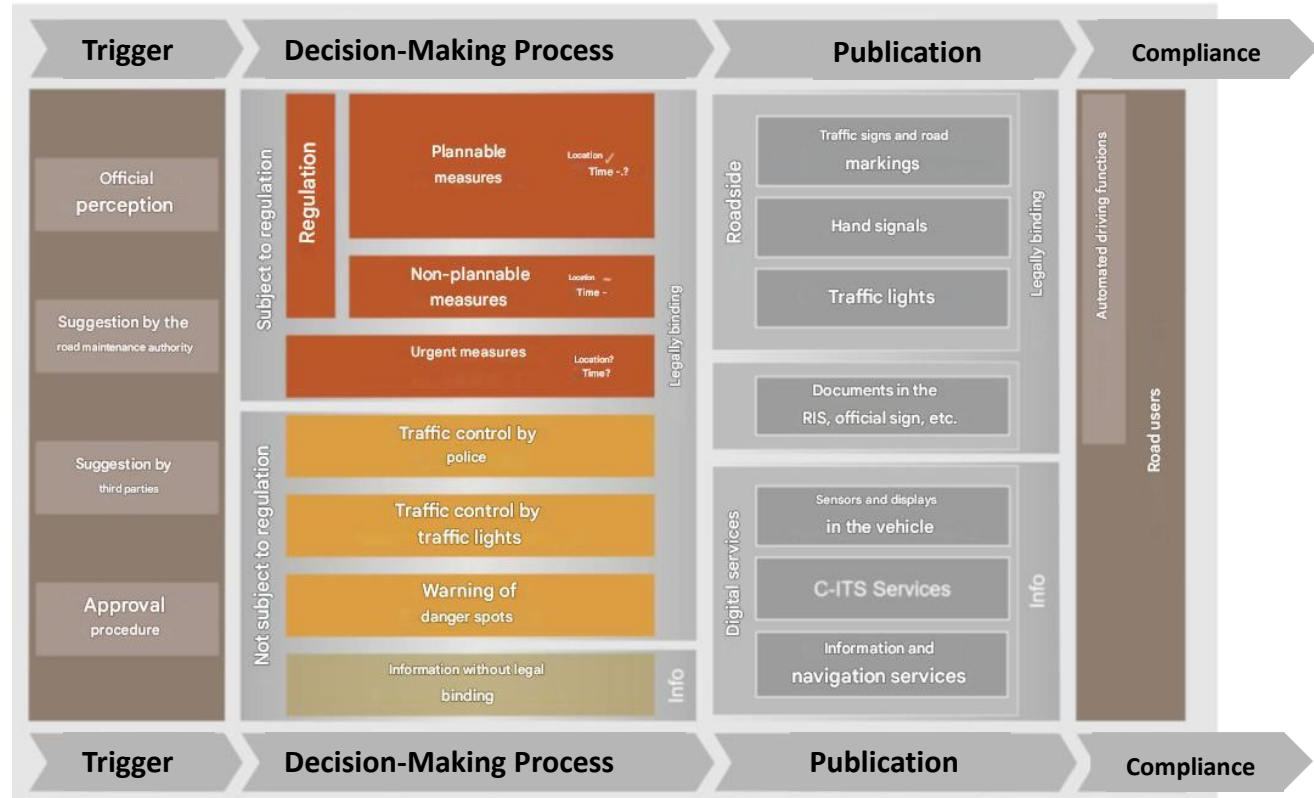 Trigger
Decision-Making Process
Publication
Compliance
Official
perception
Suggestion by the
road maintenance authority
Suggestion by
third parties
Approval
procedure
Subject to regulation
Regulation
Plannable
measures
Location ✓
Time -.?
Non-plannable
measures
Location ~
Time -
Urgent measures
Location?
Time?
Legally binding
Not subject to regulation
Traffic control by
police
Traffic control by
traffic lights
Warning of
danger spots
Information without legal
binding
Info
Roadside
Traffic signs and road
markings
Hand signals
Traffic lights
Legally binding
Documents in the
RIS, official sign, etc.
Digital services
Sensors and displays
in the vehicle
C-ITS Services
Information and
navigation services
Info
Automated driving functions
Road users
Trigger
Decision-Making Process
Publication
Compliance